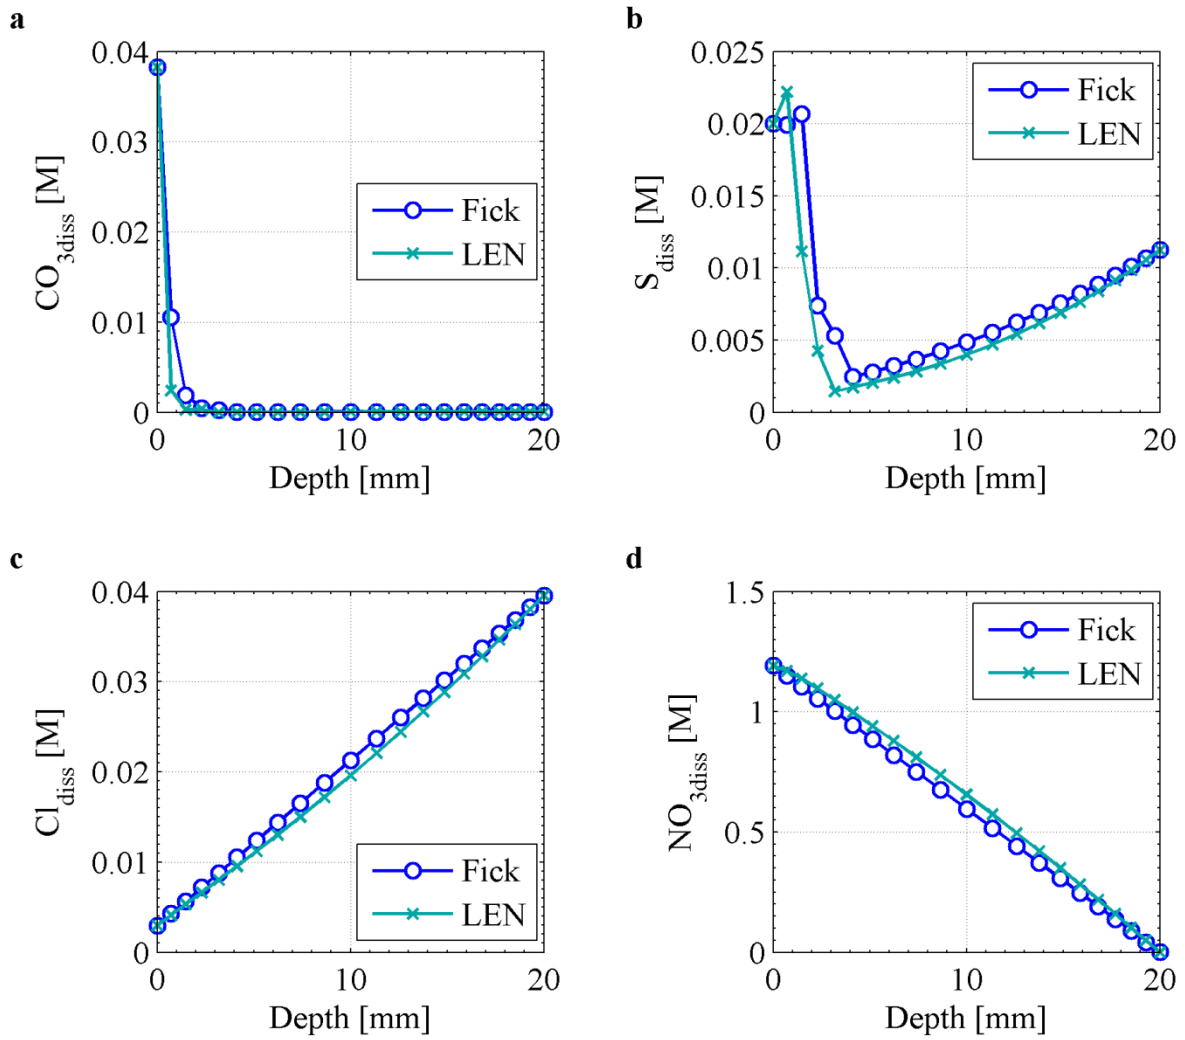 a
0.04
0.03
0.02
0.01
0
0 10 20
CO3diss [M]
Depth [mm]
Fick
LEN
b
0.025
0.02
0.015
0.01
0.005
0
0 10 20
Sdiss [M]
Depth [mm]
Fick
LEN
c
0.04
0.03
0.02
0.01
0
0 10 20
Cldiss [M]
Depth [mm]
Fick
LEN
d
1.5
1
0.5
0
0 10 20
NO3diss [M]
Depth [mm]
Fick
LEN